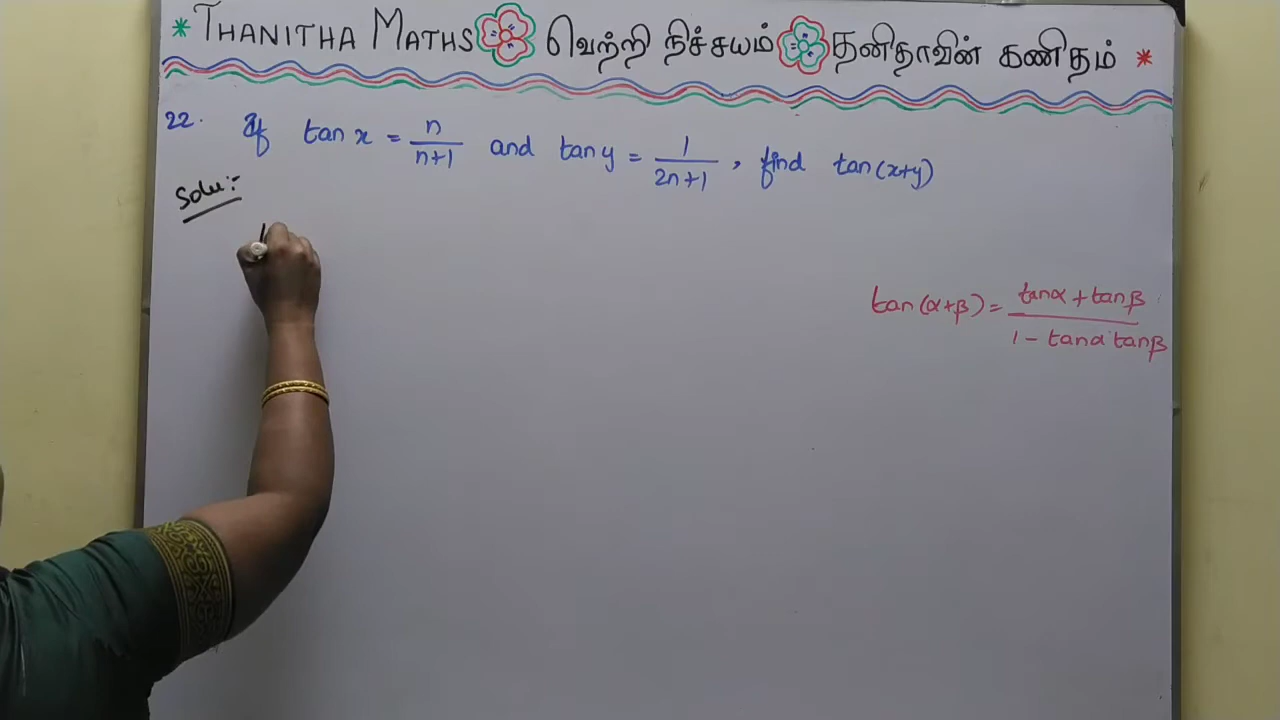 * THANITHA MATHS வெற்றி நிச்சயம் தனிதாவின் கணிதம் *
22. If tan x = n/(n+1) and tan y = 1/(2n+1), find tan(x+y)
Solu:-
tan(α+β) = (tanα + tanβ)/(1 - tanα tanβ)